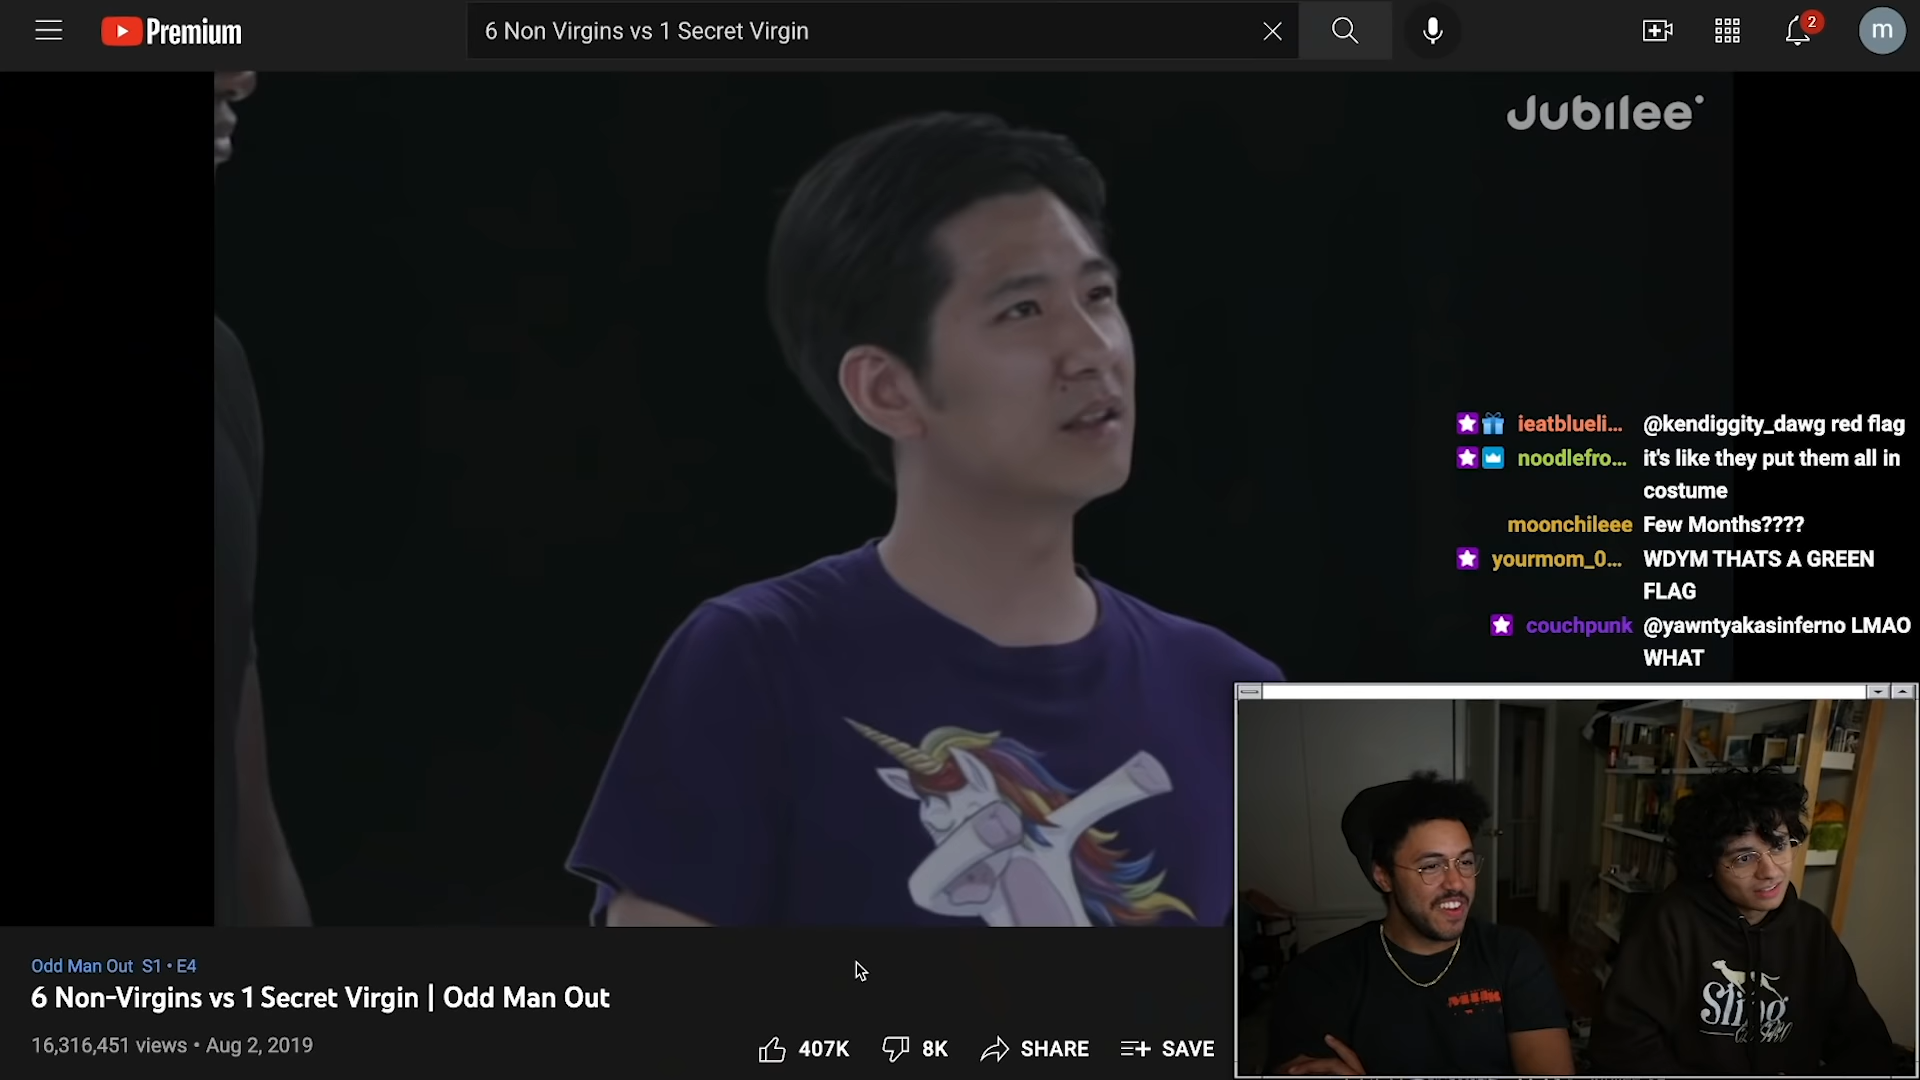 Premium
6 Non Virgins vs 1 Secret Virgin
2
m
Jubilee
ieatblueli... @kendiggity_dawg red flag
noodlefro... it's like they put them all in
costume
moonchileee Few Months????
yourmom_0... WDYM THATS A GREEN
FLAG
couchpunk @yawntyakasinferno LMAO
WHAT
Odd Man Out S1 • E4
6 Non-Virgins vs 1 Secret Virgin | Odd Man Out
16,316,451 views • Aug 2, 2019
407K 8K SHARE SAVE